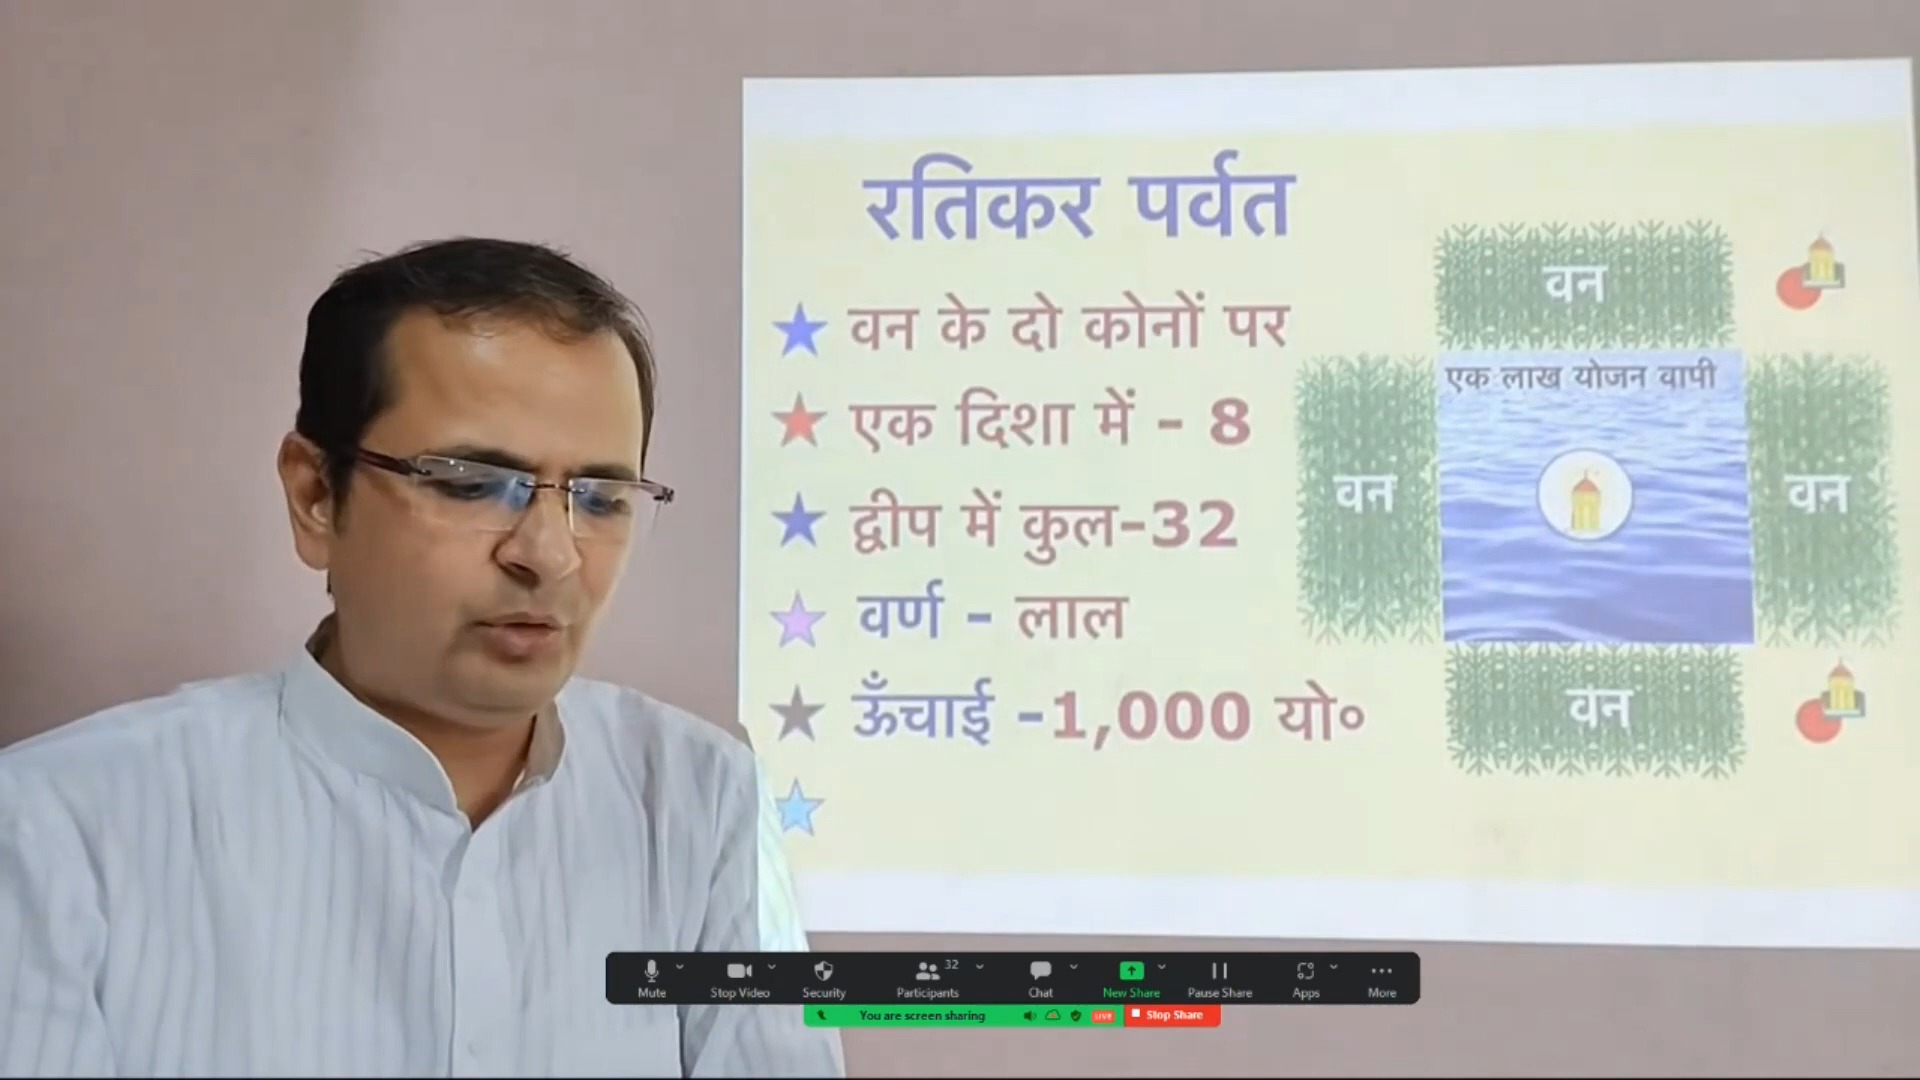 रतिकर पर्वत
वन के दो कोनों पर
एक दिशा में - 8
द्वीप में कुल-32
वर्ण - लाल
ऊँचाई -1,000 यो०
वन
एक लाख योजन वापी
वन
वन
वन
32
Mute
Stop Video
Security
Participants
Chat
New Share
Pause Share
Apps
More
You are screen sharing
LIVE
Stop Share